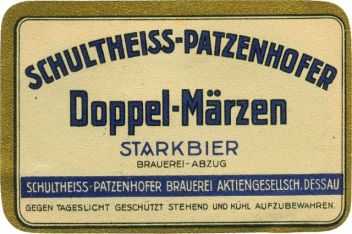 SCHULTHEISS-PATZENHOFER
Doppel-Märzen
STARKBIER
BRAUEREI-ABZUG
SCHULTHEISS-PATZENHOFER BRAUEREI AKTIENGESELLSCH. DESSAU
GEGEN TAGESLICHT GESCHÜTZT STEHEND UND KÜHL AUFZUBEWAHREN.